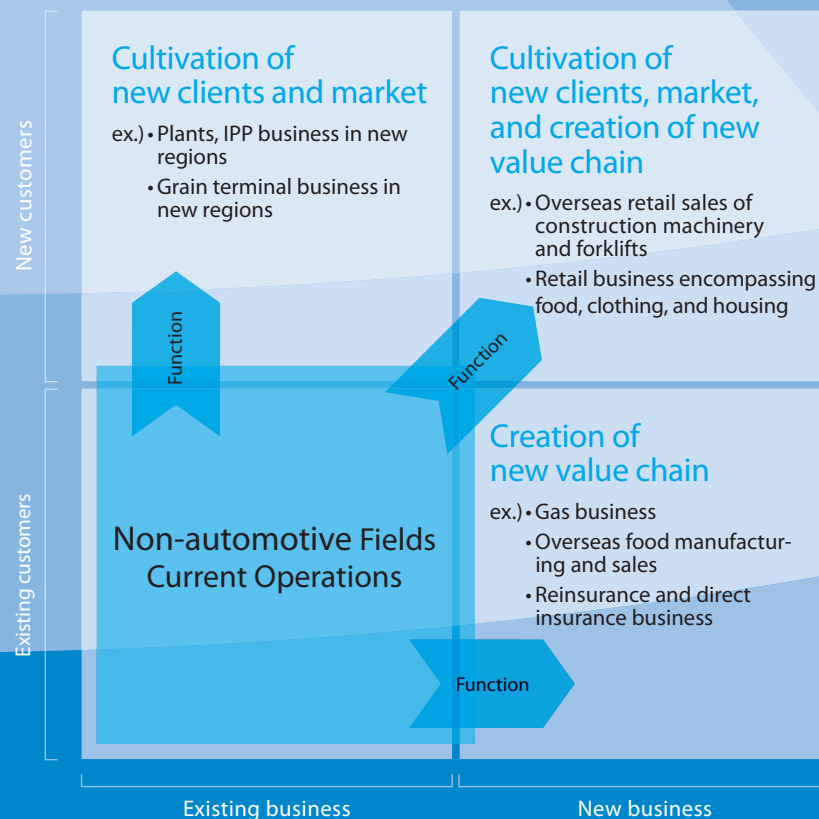 New customers
Cultivation of
new clients and market
ex.) • Plants, IPP business in new
regions
• Grain terminal business in
new regions
Function
Cultivation of
new clients, market,
and creation of new
value chain
ex.) • Overseas retail sales of
construction machinery
and forklifts
• Retail business encompassing
food, clothing, and housing
Function
Existing customers
Non-automotive Fields
Current Operations
Creation of
new value chain
ex.) • Gas business
• Overseas food manufactur-
ing and sales
• Reinsurance and direct
insurance business
Function
Existing business
New business